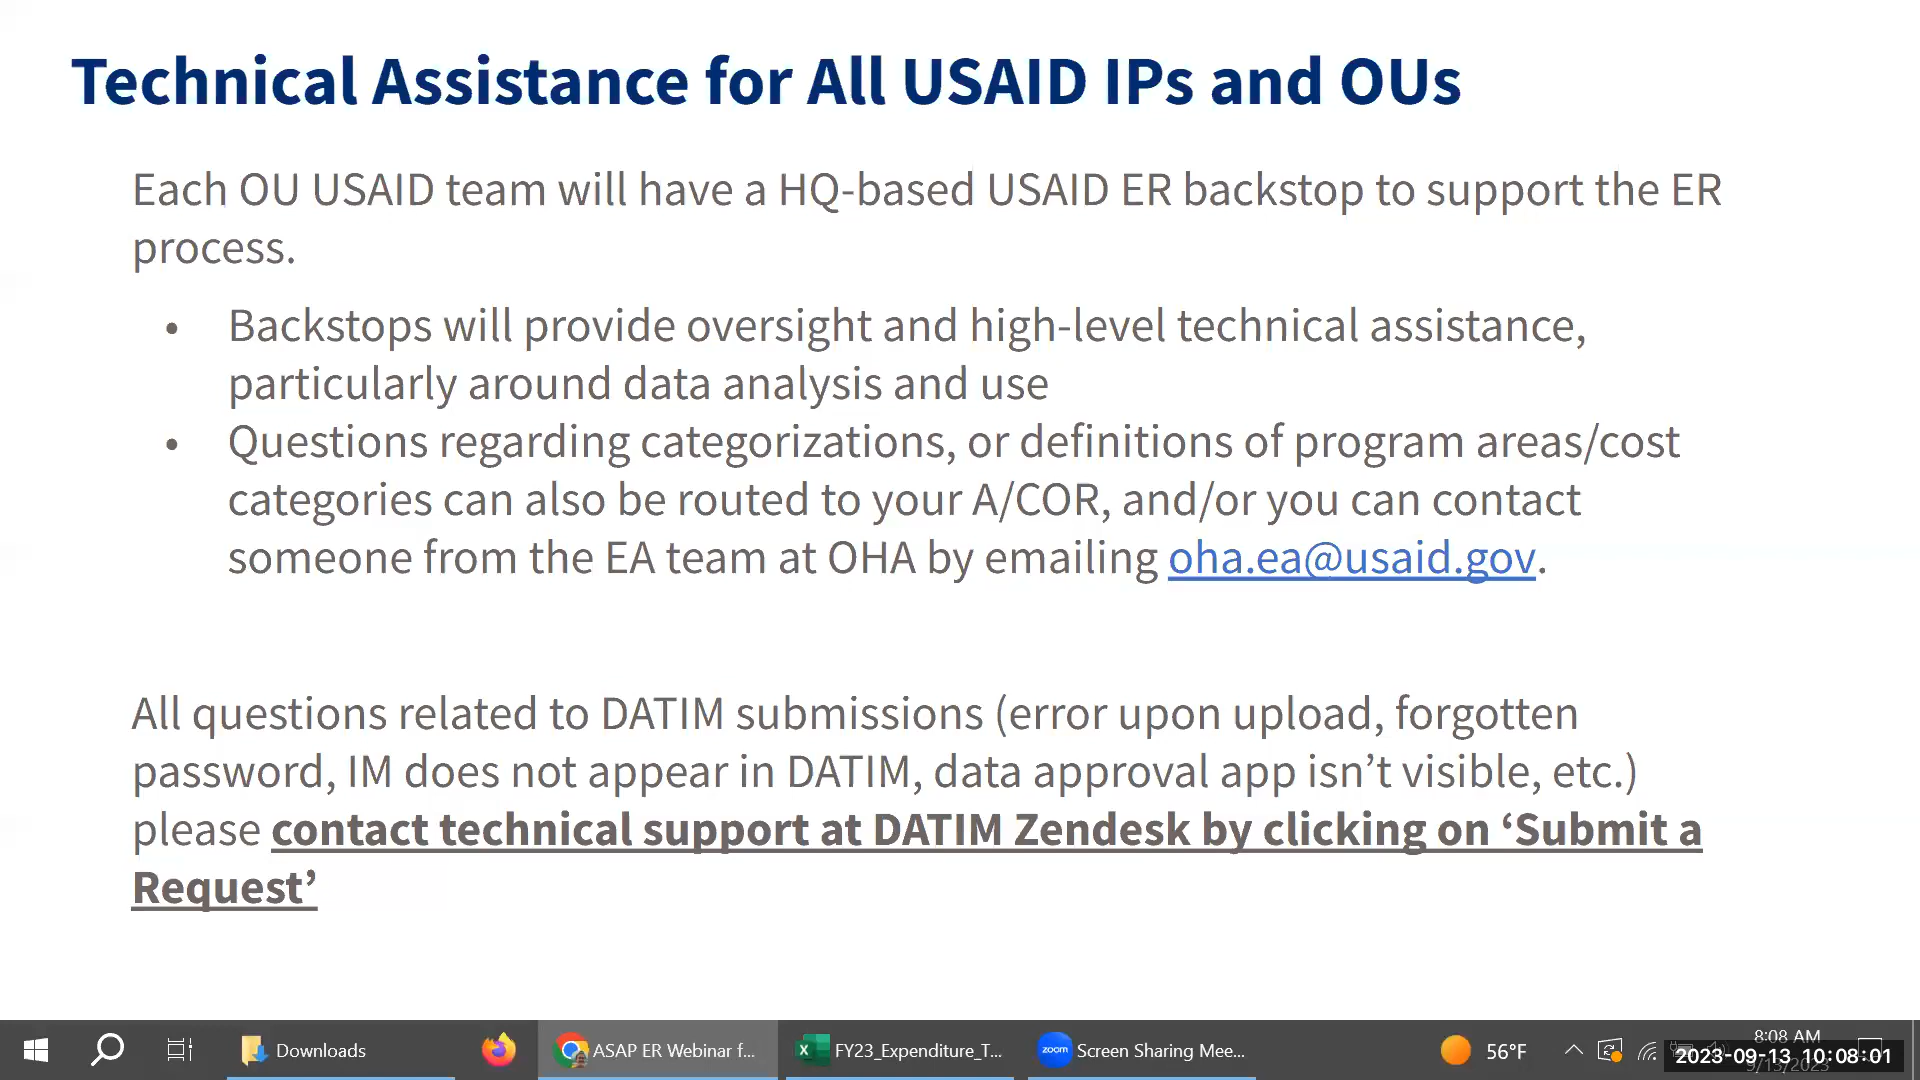 Technical Assistance for All USAID IPs and OUs
Each OU USAID team will have a HQ-based USAID ER backstop to support the ER
process.
• Backstops will provide oversight and high-level technical assistance,
particularly around data analysis and use
• Questions regarding categorizations, or definitions of program areas/cost
categories can also be routed to your A/COR, and/or you can contact
someone from the EA team at OHA by emailing oha.ea@usaid.gov.
All questions related to DATIM submissions (error upon upload, forgotten
password, IM does not appear in DATIM, data approval app isn’t visible, etc.)
please contact technical support at DATIM Zendesk by clicking on ‘Submit a
Request’
Downloads
ASAP ER Webinar f...
FY23_Expenditure_T...
zoom
Screen Sharing Mee...
56°F
8:08 AM
2023-09-13 10:08:01
9/13/2023